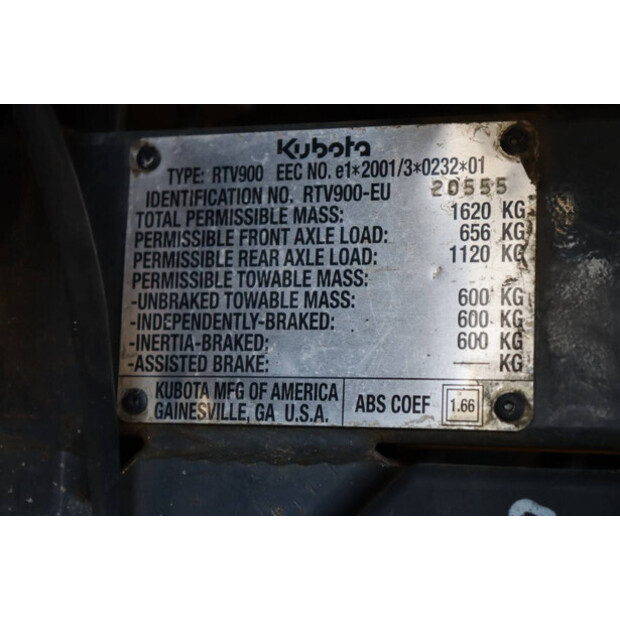 Kubota
TYPE: RTV900 EEC NO. e1*2001/3*0232*01
IDENTIFICATION NO. RTV900-EU 20555
TOTAL PERMISSIBLE MASS: 1620 KG
PERMISSIBLE FRONT AXLE LOAD: 656 KG
PERMISSIBLE REAR AXLE LOAD: 1120 KG
PERMISSIBLE TOWABLE MASS:
-UNBRAKED TOWABLE MASS: 600 KG
-INDEPENDENTLY-BRAKED: 600 KG
-INERTIA-BRAKED: 600 KG
-ASSISTED BRAKE: — KG
KUBOTA MFG OF AMERICA
GAINESVILLE, GA U.S.A.
ABS COEF 1.66